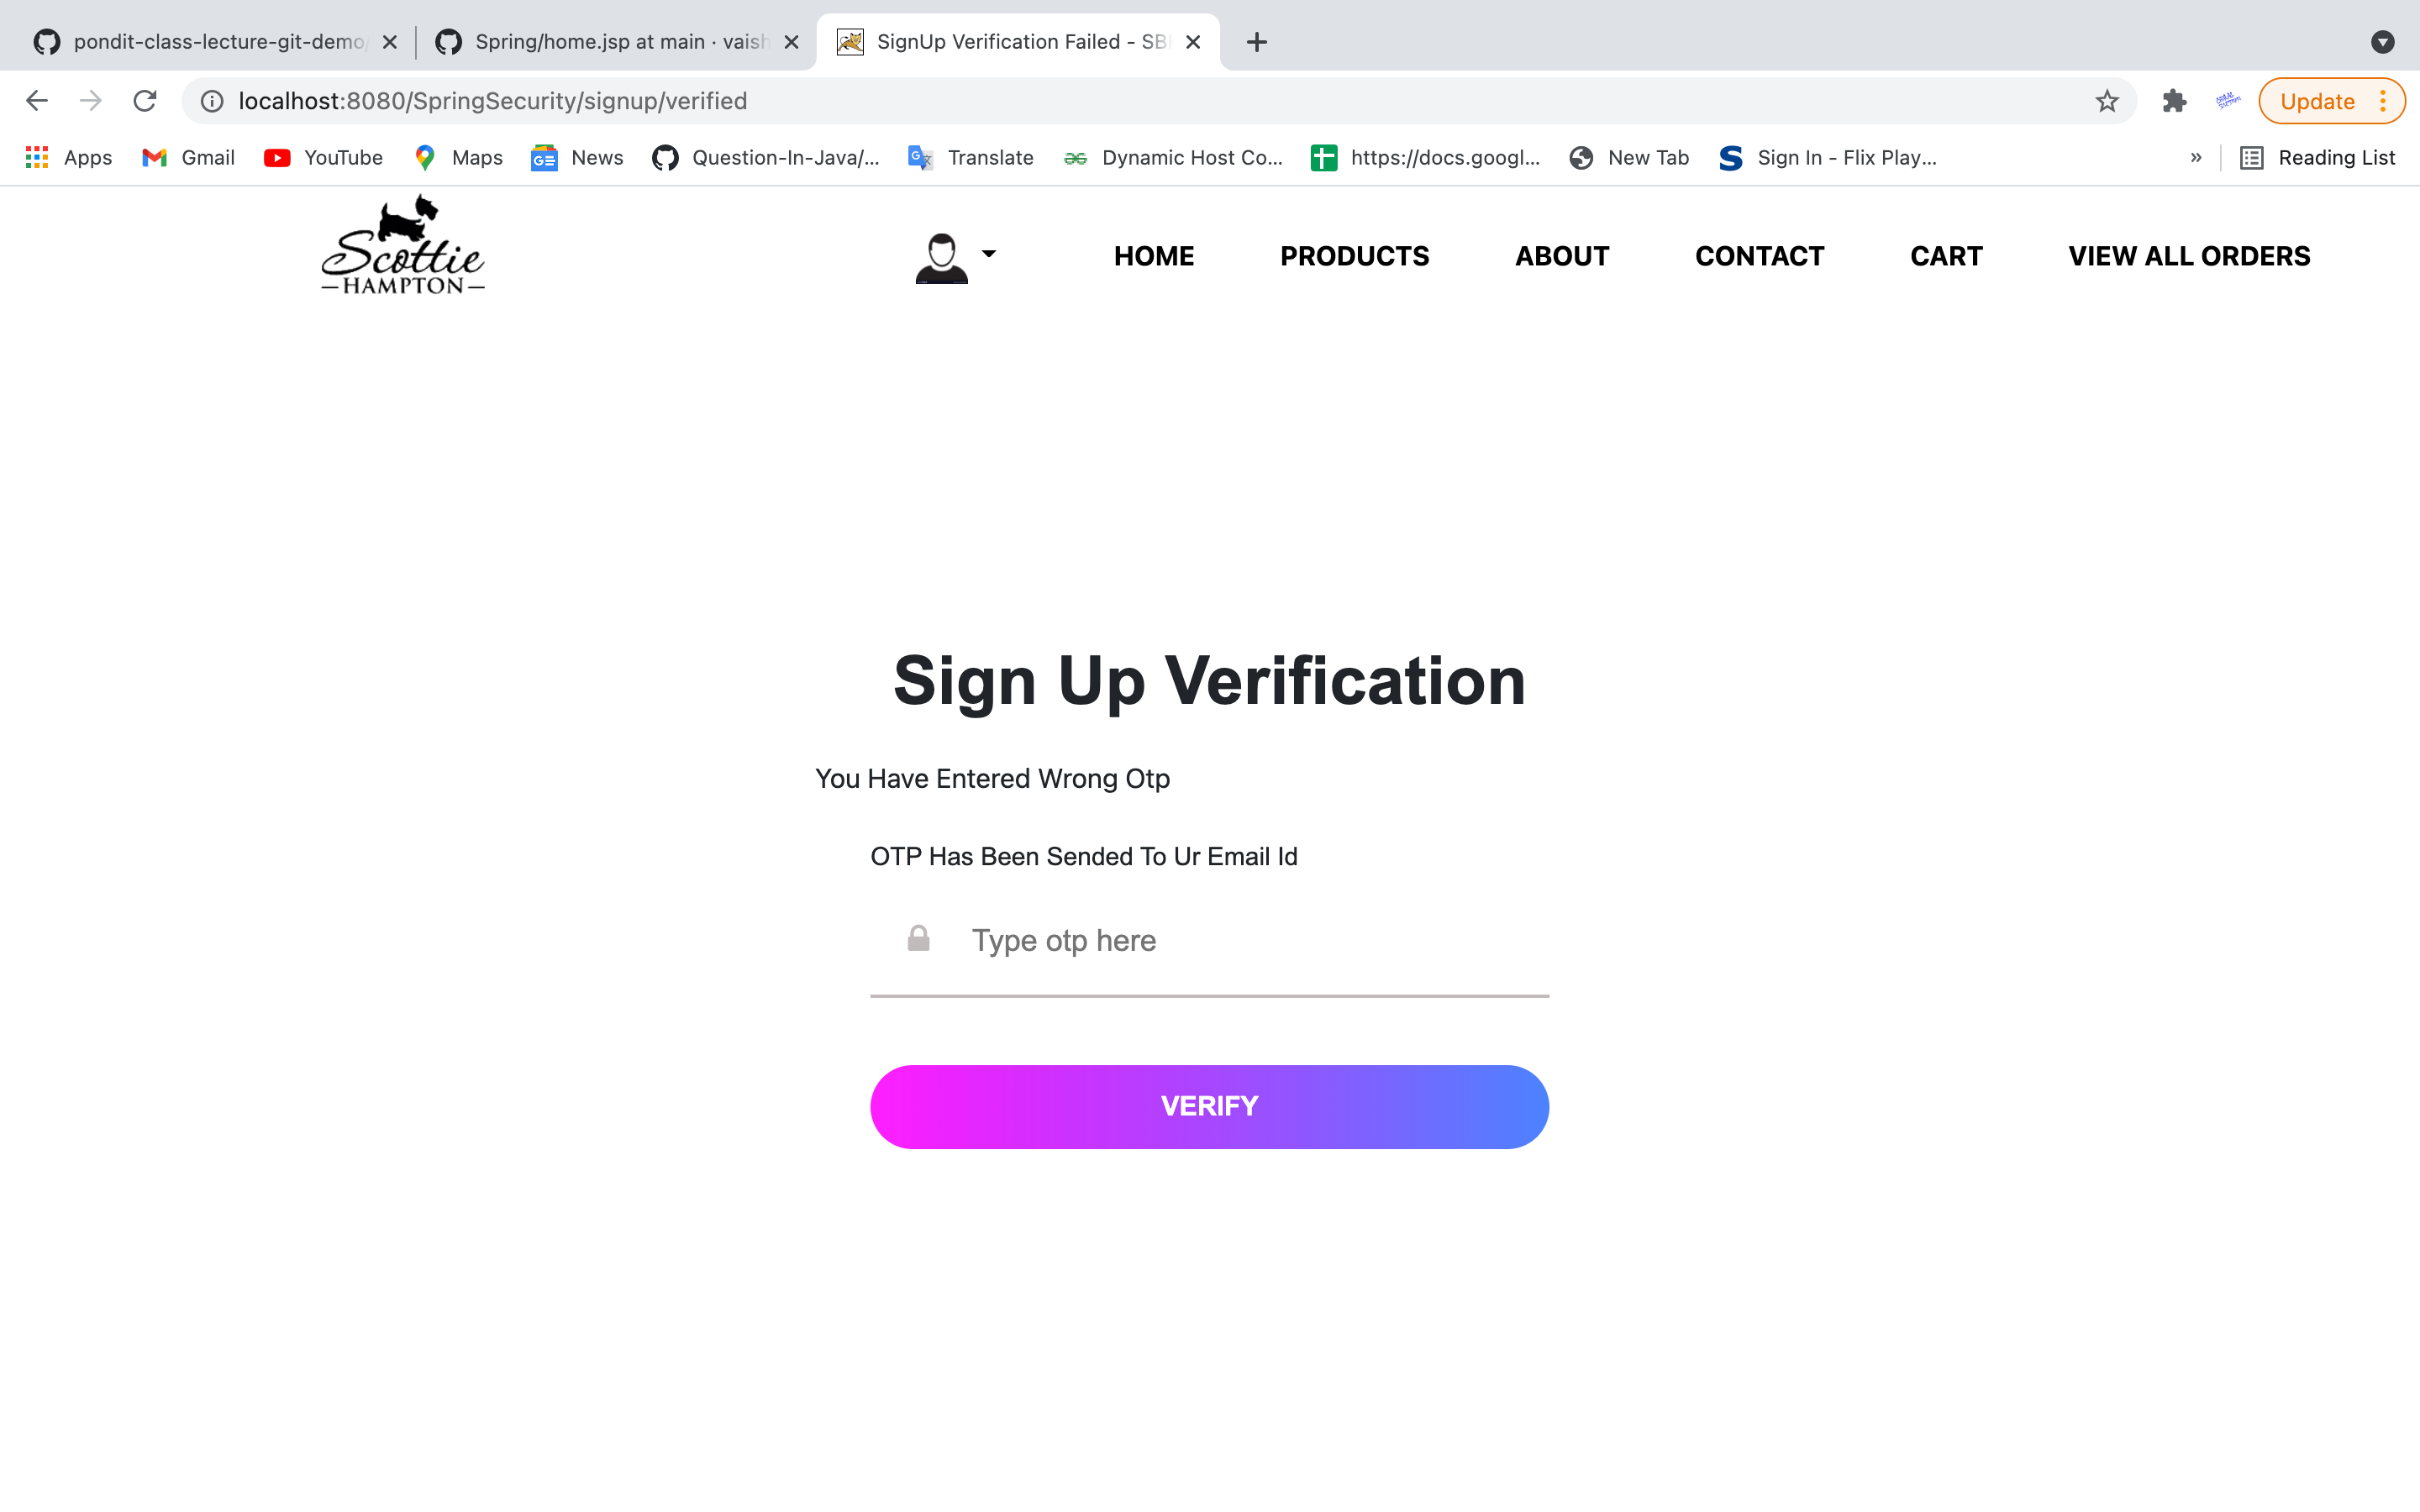 pondit-class-lecture-git-demo/
Spring/home.jsp at main · vaish
SignUp Verification Failed - SB
localhost:8080/SpringSecurity/signup/verified
Update
Apps
Gmail
YouTube
Maps
News
Question-In-Java/...
Translate
Dynamic Host Co...
https://docs.googl...
New Tab
Sign In - Flix Play...
»
Reading List
Scottie
HAMPTON
HOME
PRODUCTS
ABOUT
CONTACT
CART
VIEW ALL ORDERS
Sign Up Verification
You Have Entered Wrong Otp
OTP Has Been Sended To Ur Email Id
Type otp here
VERIFY